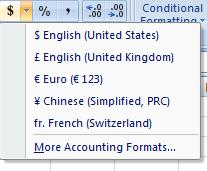 $ % , .0 .00 .00 .0
Conditional
Formatting
$ English (United States)
£ English (United Kingdom)
€ Euro (€ 123)
¥ Chinese (Simplified, PRC)
fr. French (Switzerland)
More Accounting Formats...